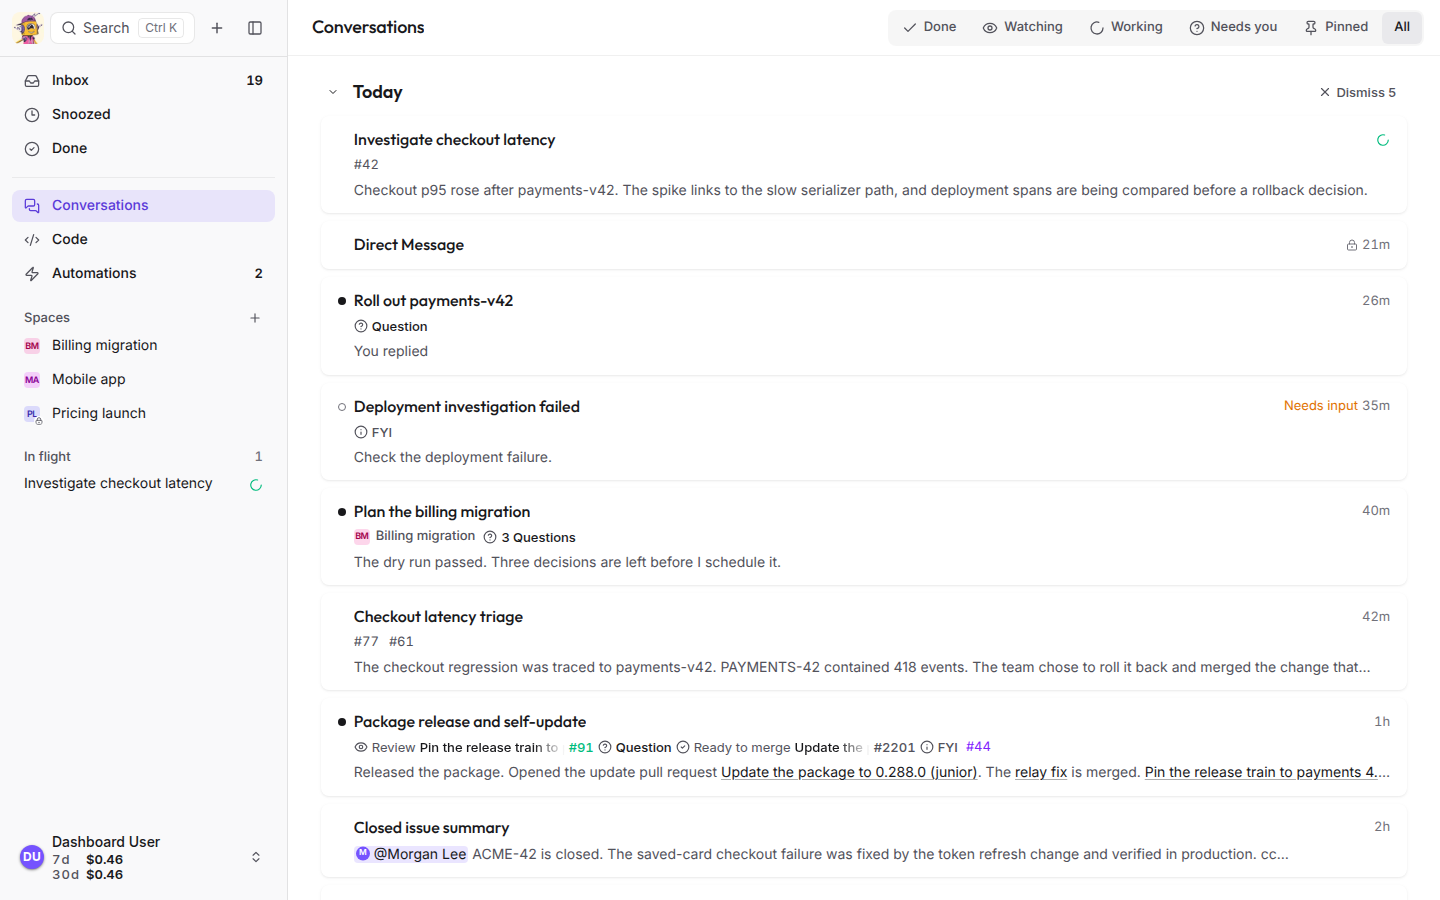 Search Ctrl K
Inbox 19
Snoozed
Done
Conversations
Code
Automations 2
Spaces
BM Billing migration
MA Mobile app
PL Pricing launch
In flight 1
Investigate checkout latency
DU Dashboard User
7d $0.46
30d $0.46
Conversations
Done Watching Working Needs you Pinned All
Today Dismiss 5
Investigate checkout latency
#42
Checkout p95 rose after payments-v42. The spike links to the slow serializer path, and deployment spans are being compared before a rollback decision.
Direct Message 21m
Roll out payments-v42 26m
Question
You replied
Deployment investigation failed Needs input 35m
FYI
Check the deployment failure.
Plan the billing migration 40m
BM Billing migration 3 Questions
The dry run passed. Three decisions are left before I schedule it.
Checkout latency triage 42m
#77 #61
The checkout regression was traced to payments-v42. PAYMENTS-42 contained 418 events. The team chose to roll it back and merged the change that...
Package release and self-update 1h
Review Pin the release train to #91 Question Ready to merge Update the #2201 FYI #44
Released the package. Opened the update pull request Update the package to 0.288.0 (junior). The relay fix is merged. Pin the release train to payments 4....
Closed issue summary 2h
M @Morgan Lee ACME-42 is closed. The saved-card checkout failure was fixed by the token refresh change and verified in production. cc...